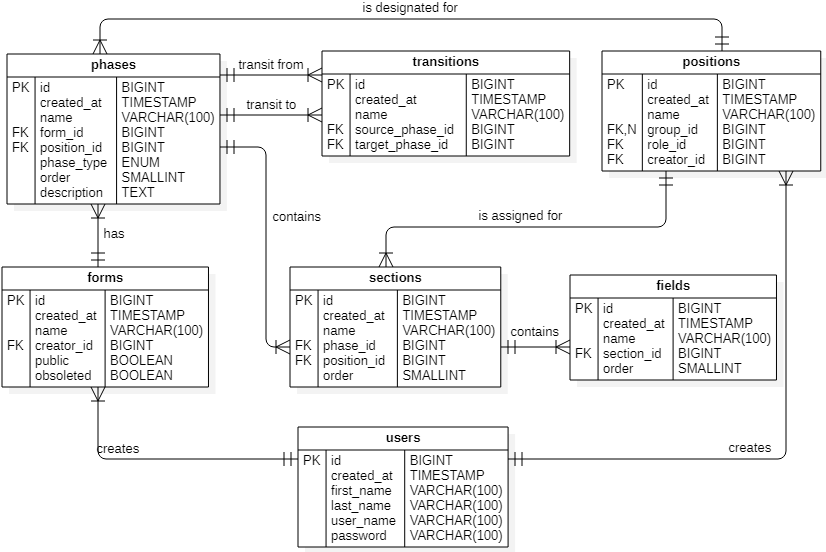 is designated for
phases
PK id BIGINT
created_at TIMESTAMP
name VARCHAR(100)
FK form_id BIGINT
FK position_id BIGINT
phase_type ENUM
order SMALLINT
description TEXT
transit from
transit to
transitions
PK id BIGINT
created_at TIMESTAMP
name VARCHAR(100)
FK source_phase_id BIGINT
FK target_phase_id BIGINT
positions
PK id BIGINT
created_at TIMESTAMP
name VARCHAR(100)
FK,N group_id BIGINT
FK role_id BIGINT
FK creator_id BIGINT
has
contains
is assigned for
forms
PK id BIGINT
created_at TIMESTAMP
name VARCHAR(100)
FK creator_id BIGINT
public BOOLEAN
obsoleted BOOLEAN
sections
PK id BIGINT
created_at TIMESTAMP
name VARCHAR(100)
FK phase_id BIGINT
FK position_id BIGINT
order SMALLINT
contains
fields
PK id BIGINT
created_at TIMESTAMP
name VARCHAR(100)
FK section_id BIGINT
order SMALLINT
creates
users
PK id BIGINT
created_at TIMESTAMP
first_name VARCHAR(100)
last_name VARCHAR(100)
user_name VARCHAR(100)
password VARCHAR(100)
creates